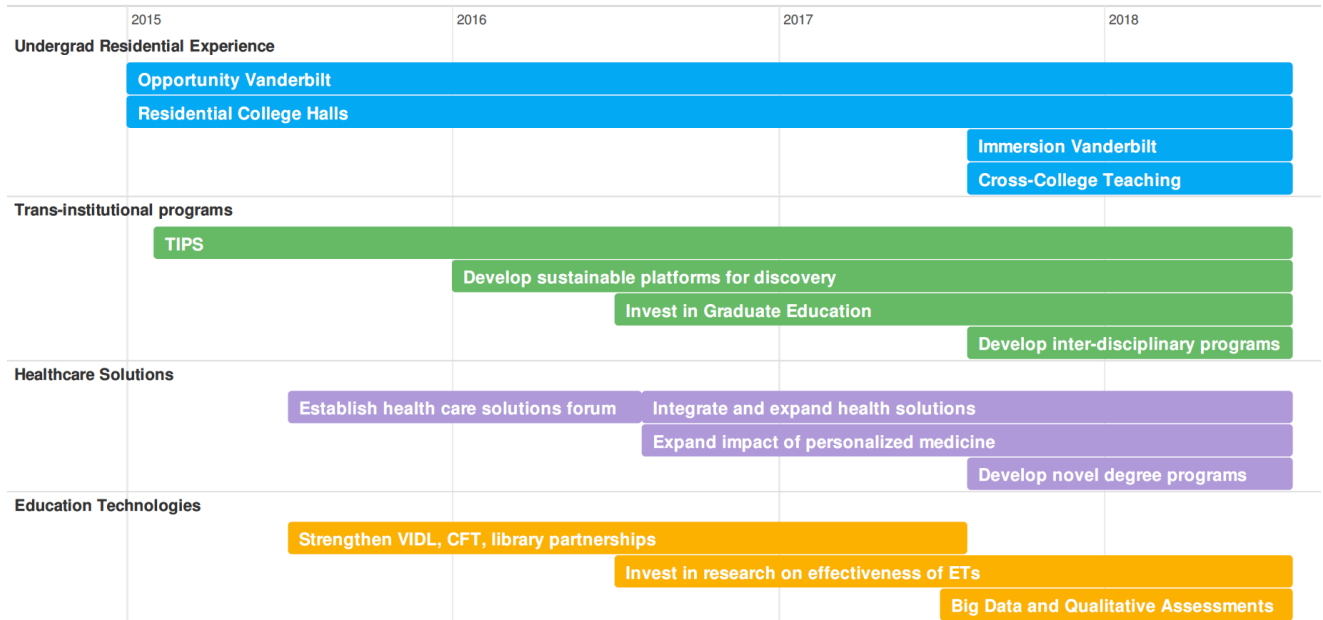 2015 2016 2017 2018
Undergrad Residential Experience
Opportunity Vanderbilt
Residential College Halls
Immersion Vanderbilt
Cross-College Teaching
Trans-institutional programs
TIPS
Develop sustainable platforms for discovery
Invest in Graduate Education
Develop inter-disciplinary programs
Healthcare Solutions
Establish health care solutions forum Integrate and expand health solutions
Expand impact of personalized medicine
Develop novel degree programs
Education Technologies
Strengthen VIDL, CFT, library partnerships
Invest in research on effectiveness of ETs
Big Data and Qualitative Assessments